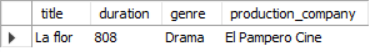 title duration genre production_company
La flor 808 Drama El Pampero Cine